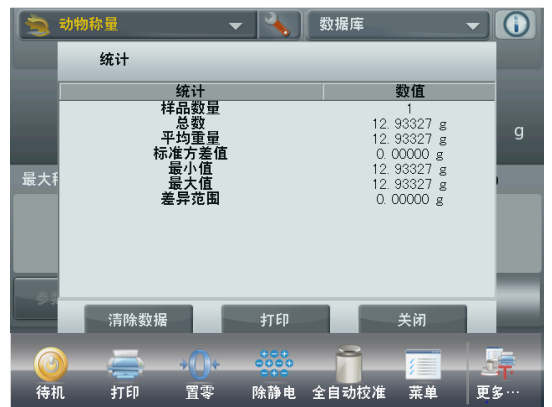 动物称量 数据库
统计
统计 数值
样品数量 1
总数 12.93327 g
平均重量 12.93327 g
标准方差值 0.00000 g
最小值 12.93327 g
最大值 12.93327 g
差异范围 0.00000 g
g
最大
清除数据 打印 关闭
待机 打印 置零 除静电 全自动校准 菜单 更多…